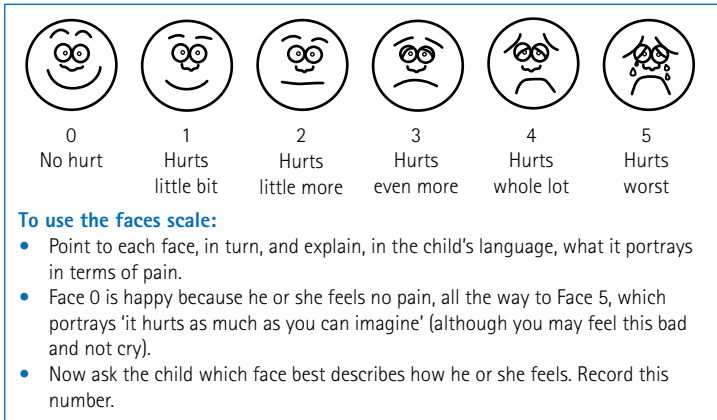 0 1 2 3 4 5
No hurt Hurts Hurts Hurts Hurts Hurts
little bit little more even more whole lot worst
To use the faces scale:
• Point to each face, in turn, and explain, in the child's language, what it portrays
in terms of pain.
• Face 0 is happy because he or she feels no pain, all the way to Face 5, which
portrays ‘it hurts as much as you can imagine’ (although you may feel this bad
and not cry).
• Now ask the child which face best describes how he or she feels. Record this
number.